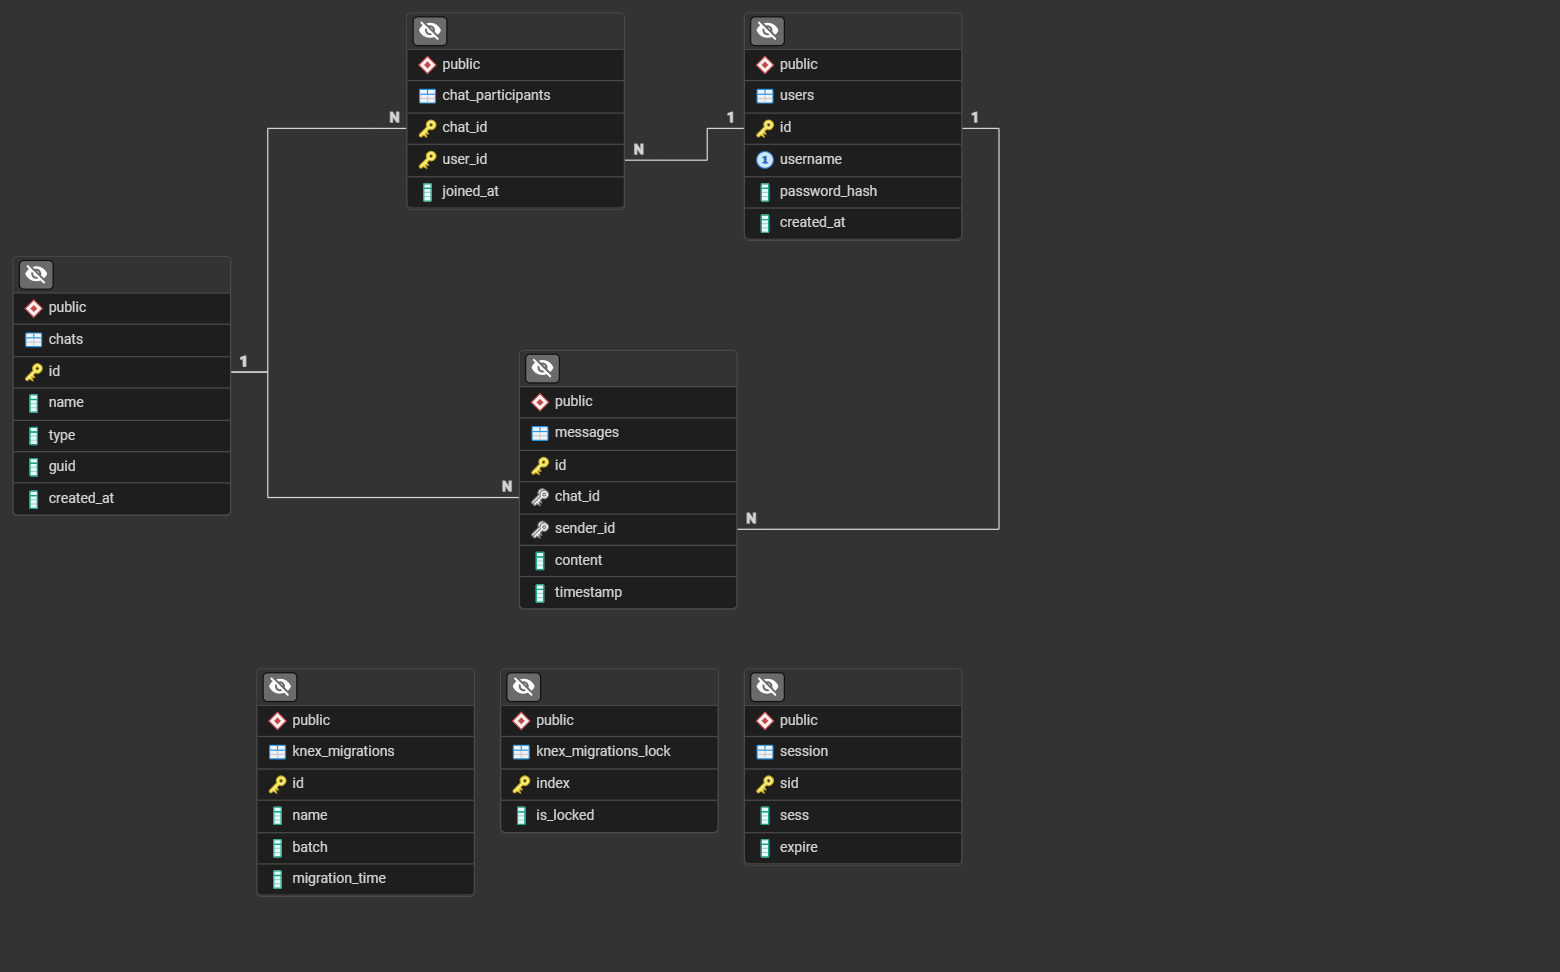 public
chat_participants
N
chat_id
user_id
N
joined_at
public
users
1
id
1
username
password_hash
created_at
public
chats
id
1
name
type
guid
created_at
public
messages
id
N
chat_id
sender_id
N
content
timestamp
public
knex_migrations
id
name
batch
migration_time
public
knex_migrations_lock
index
is_locked
public
session
sid
sess
expire